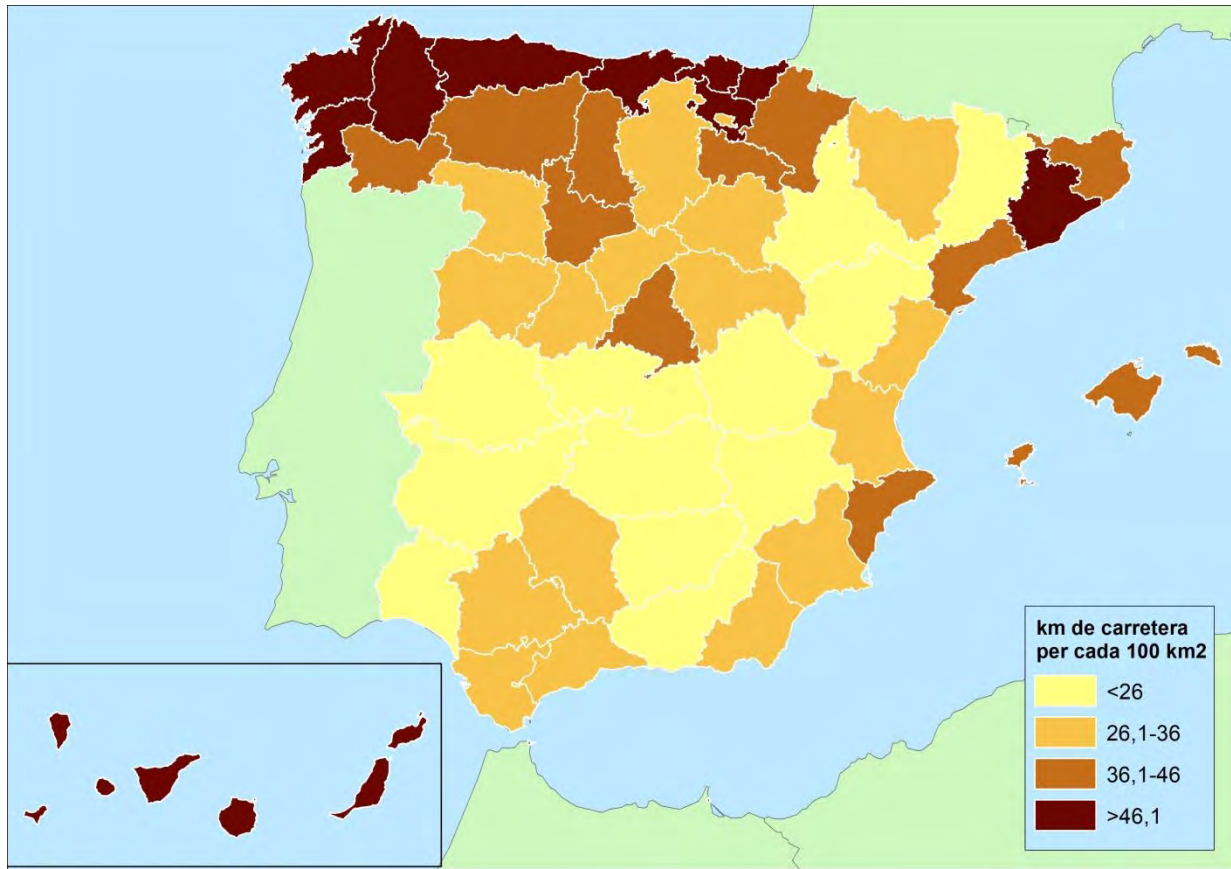 km de carretera
per cada 100 km2
<26
26,1-36
36,1-46
>46,1